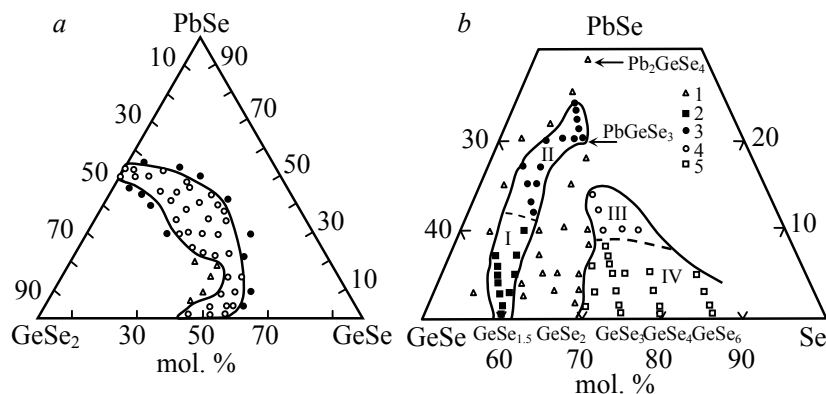 a
b
PbSe
PbSe
10
90
Pb₂GeSe₄
1
2
3
4
5
30
70
PbGeSe₃
30
20
50
50
II
III
70
30
40
I
10
IV
90
10
GeSe₂
30
50
70
GeSe
GeSe
GeSe₁.₅
GeSe₂
GeSe₃
GeSe₄
GeSe₆
Se
60
70
80
90
mol. %
mol. %